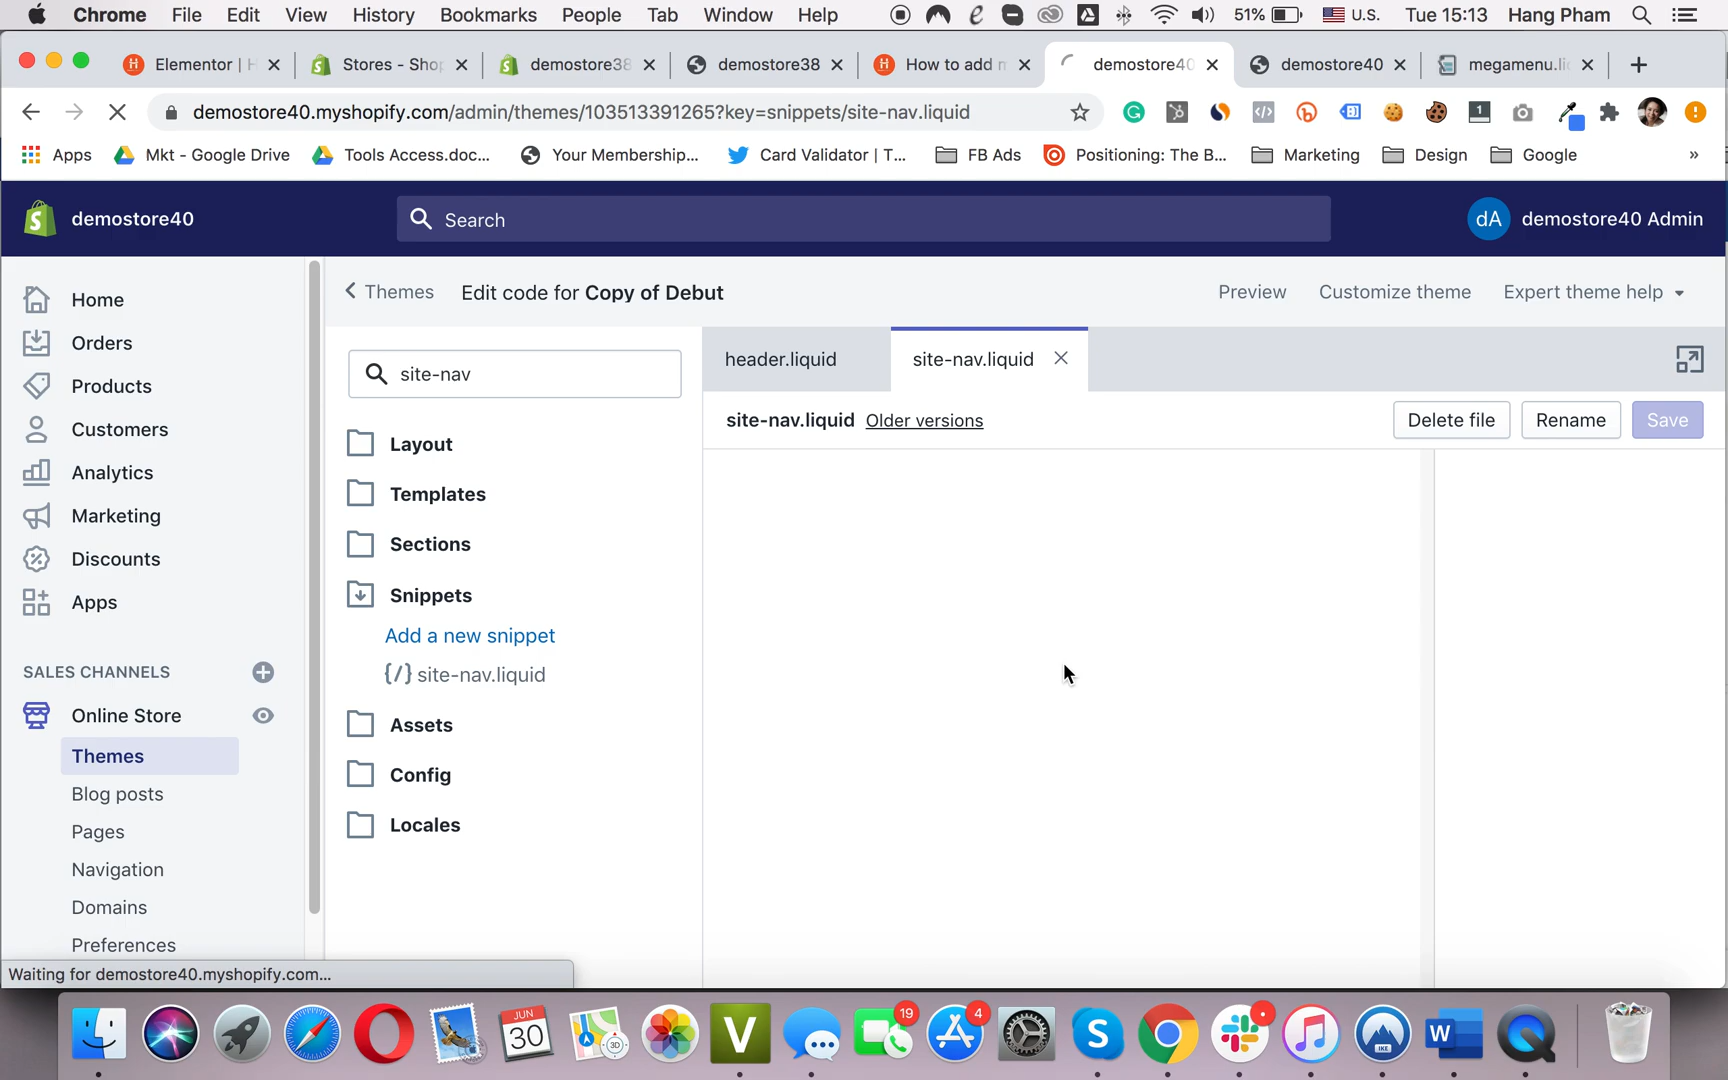 Chrome File Edit View History Bookmarks People Tab Window Help 51% U.S. Tue 15:13 Hang Pham
Elementor | Stores - Shop demostore38 demostore38 How to add demostore40 demostore40 megamenu.li
demostore40.myshopify.com/admin/themes/103513391265?key=snippets/site-nav.liquid
Apps Mkt - Google Drive Tools Access.doc... Your Membership... Card Validator | T... FB Ads Positioning: The B... Marketing Design Google »
demostore40 Search dA demostore40 Admin
Home
Orders
Products
Customers
Analytics
Marketing
Discounts
Apps
SALES CHANNELS
Online Store
Themes
Blog posts
Pages
Navigation
Domains
Preferences
Waiting for demostore40.myshopify.com...
Themes Edit code for Copy of Debut Preview Customize theme Expert theme help
site-nav
Layout
Templates
Sections
Snippets
Add a new snippet
{/} site-nav.liquid
Assets
Config
Locales
header.liquid site-nav.liquid
site-nav.liquid Older versions Delete file Rename Save
JUN
30
3D
V
19
4
S
IKE
W